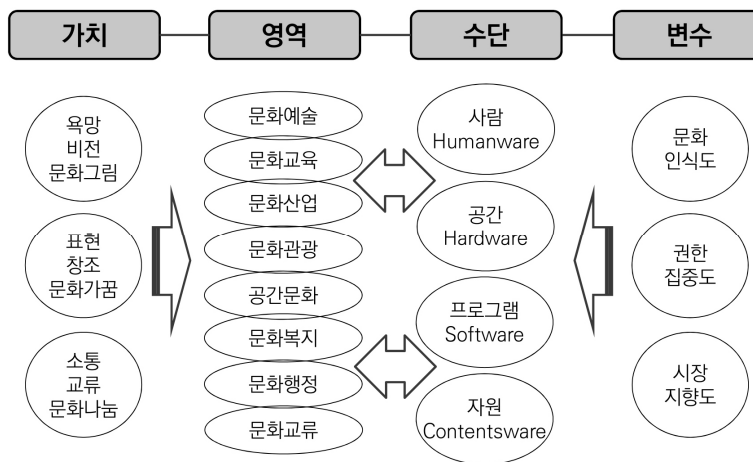 가치
영역
수단
변수
욕망
비전
문화그림
표현
창조
문화가꿈
소통
교류
문화나눔
문화예술
문화교육
문화산업
문화관광
공간문화
문화복지
문화행정
문화교류
사람
Humanware
공간
Hardware
프로그램
Software
자원
Contentsware
문화
인식도
권한
집중도
시장
지향도